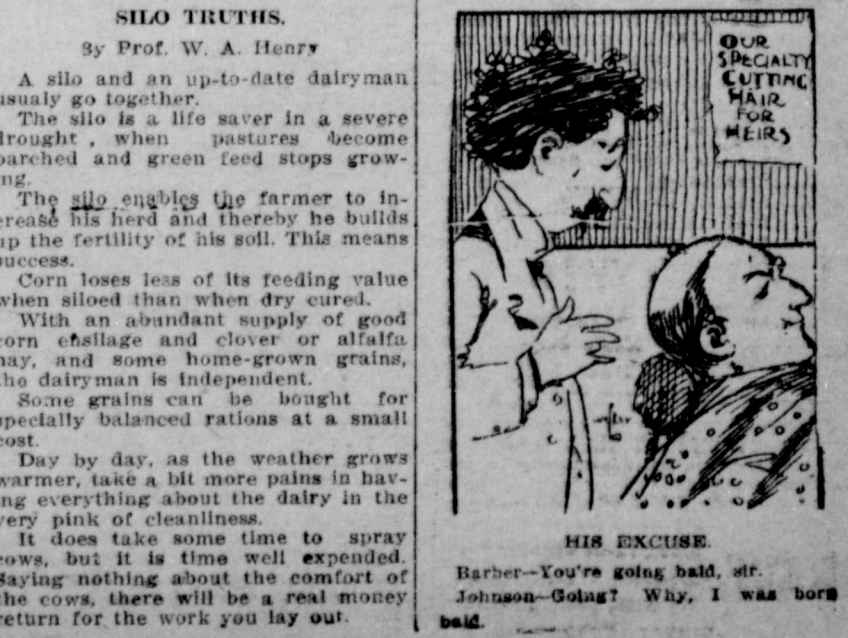 SILO TRUTHS.
By Prof. W. A. Henry
A silo and an up-to-date dairyman
usualy go together.
The silo is a life saver in a severe
drought , when pastures become
parched and green feed stops grow-
ing.
The silo enables the farmer to in-
crease his herd and thereby he builds
up the fertility of his soil. This means
success.
Corn loses less of its feeding value
when siloed than when dry cured.
With an abundant supply of good
corn ensilage and clover or alfalfa
hay, and some home-grown grains,
the dairyman is independent.
Some grains can be bought for
specially balanced rations at a small
cost.
Day by day, as the weather grows
warmer, take a bit more pains in hav-
ing everything about the dairy in the
very pink of cleanliness.
It does take some time to spray
cows, but it is time well expended.
Saying nothing about the comfort of
the cows, there will be a real money
return for the work you lay out.
OUR
SPECIALTY
CUTTING
HAIR
FOR
HEIRS
HIS EXCUSE.
Barber—You're going bald, sir.
Johnson—Going? Why, I was born
bald.